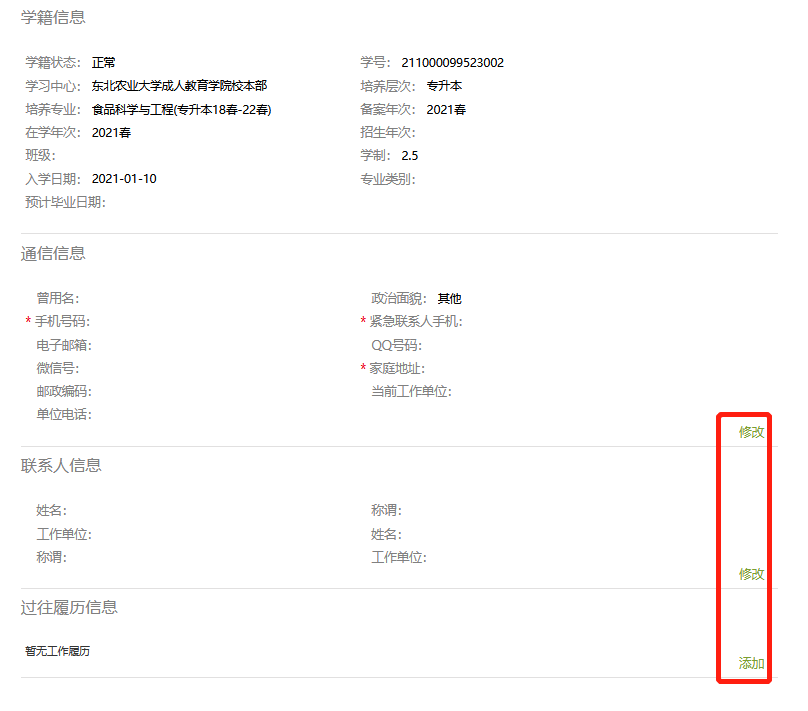 学籍信息
学籍状态： 正常 学号： 211000099523002
学习中心： 东北农业大学成人教育学院校本部 培养层次： 专升本
培养专业： 食品科学与工程(专升本18春-22春) 备案年次： 2021春
在学年次： 2021春 招生年次：
班级： 学制： 2.5
入学日期： 2021-01-10 专业类别：
预计毕业日期：
通信信息
曾用名： 政治面貌： 其他
* 手机号码： * 紧急联系人手机：
电子邮箱： QQ号码：
微信号： * 家庭地址：
邮政编码： 当前工作单位：
单位电话：
修改
联系人信息
姓名： 称谓：
工作单位： 姓名：
称谓： 工作单位：
修改
过往履历信息
暂无工作履历
添加